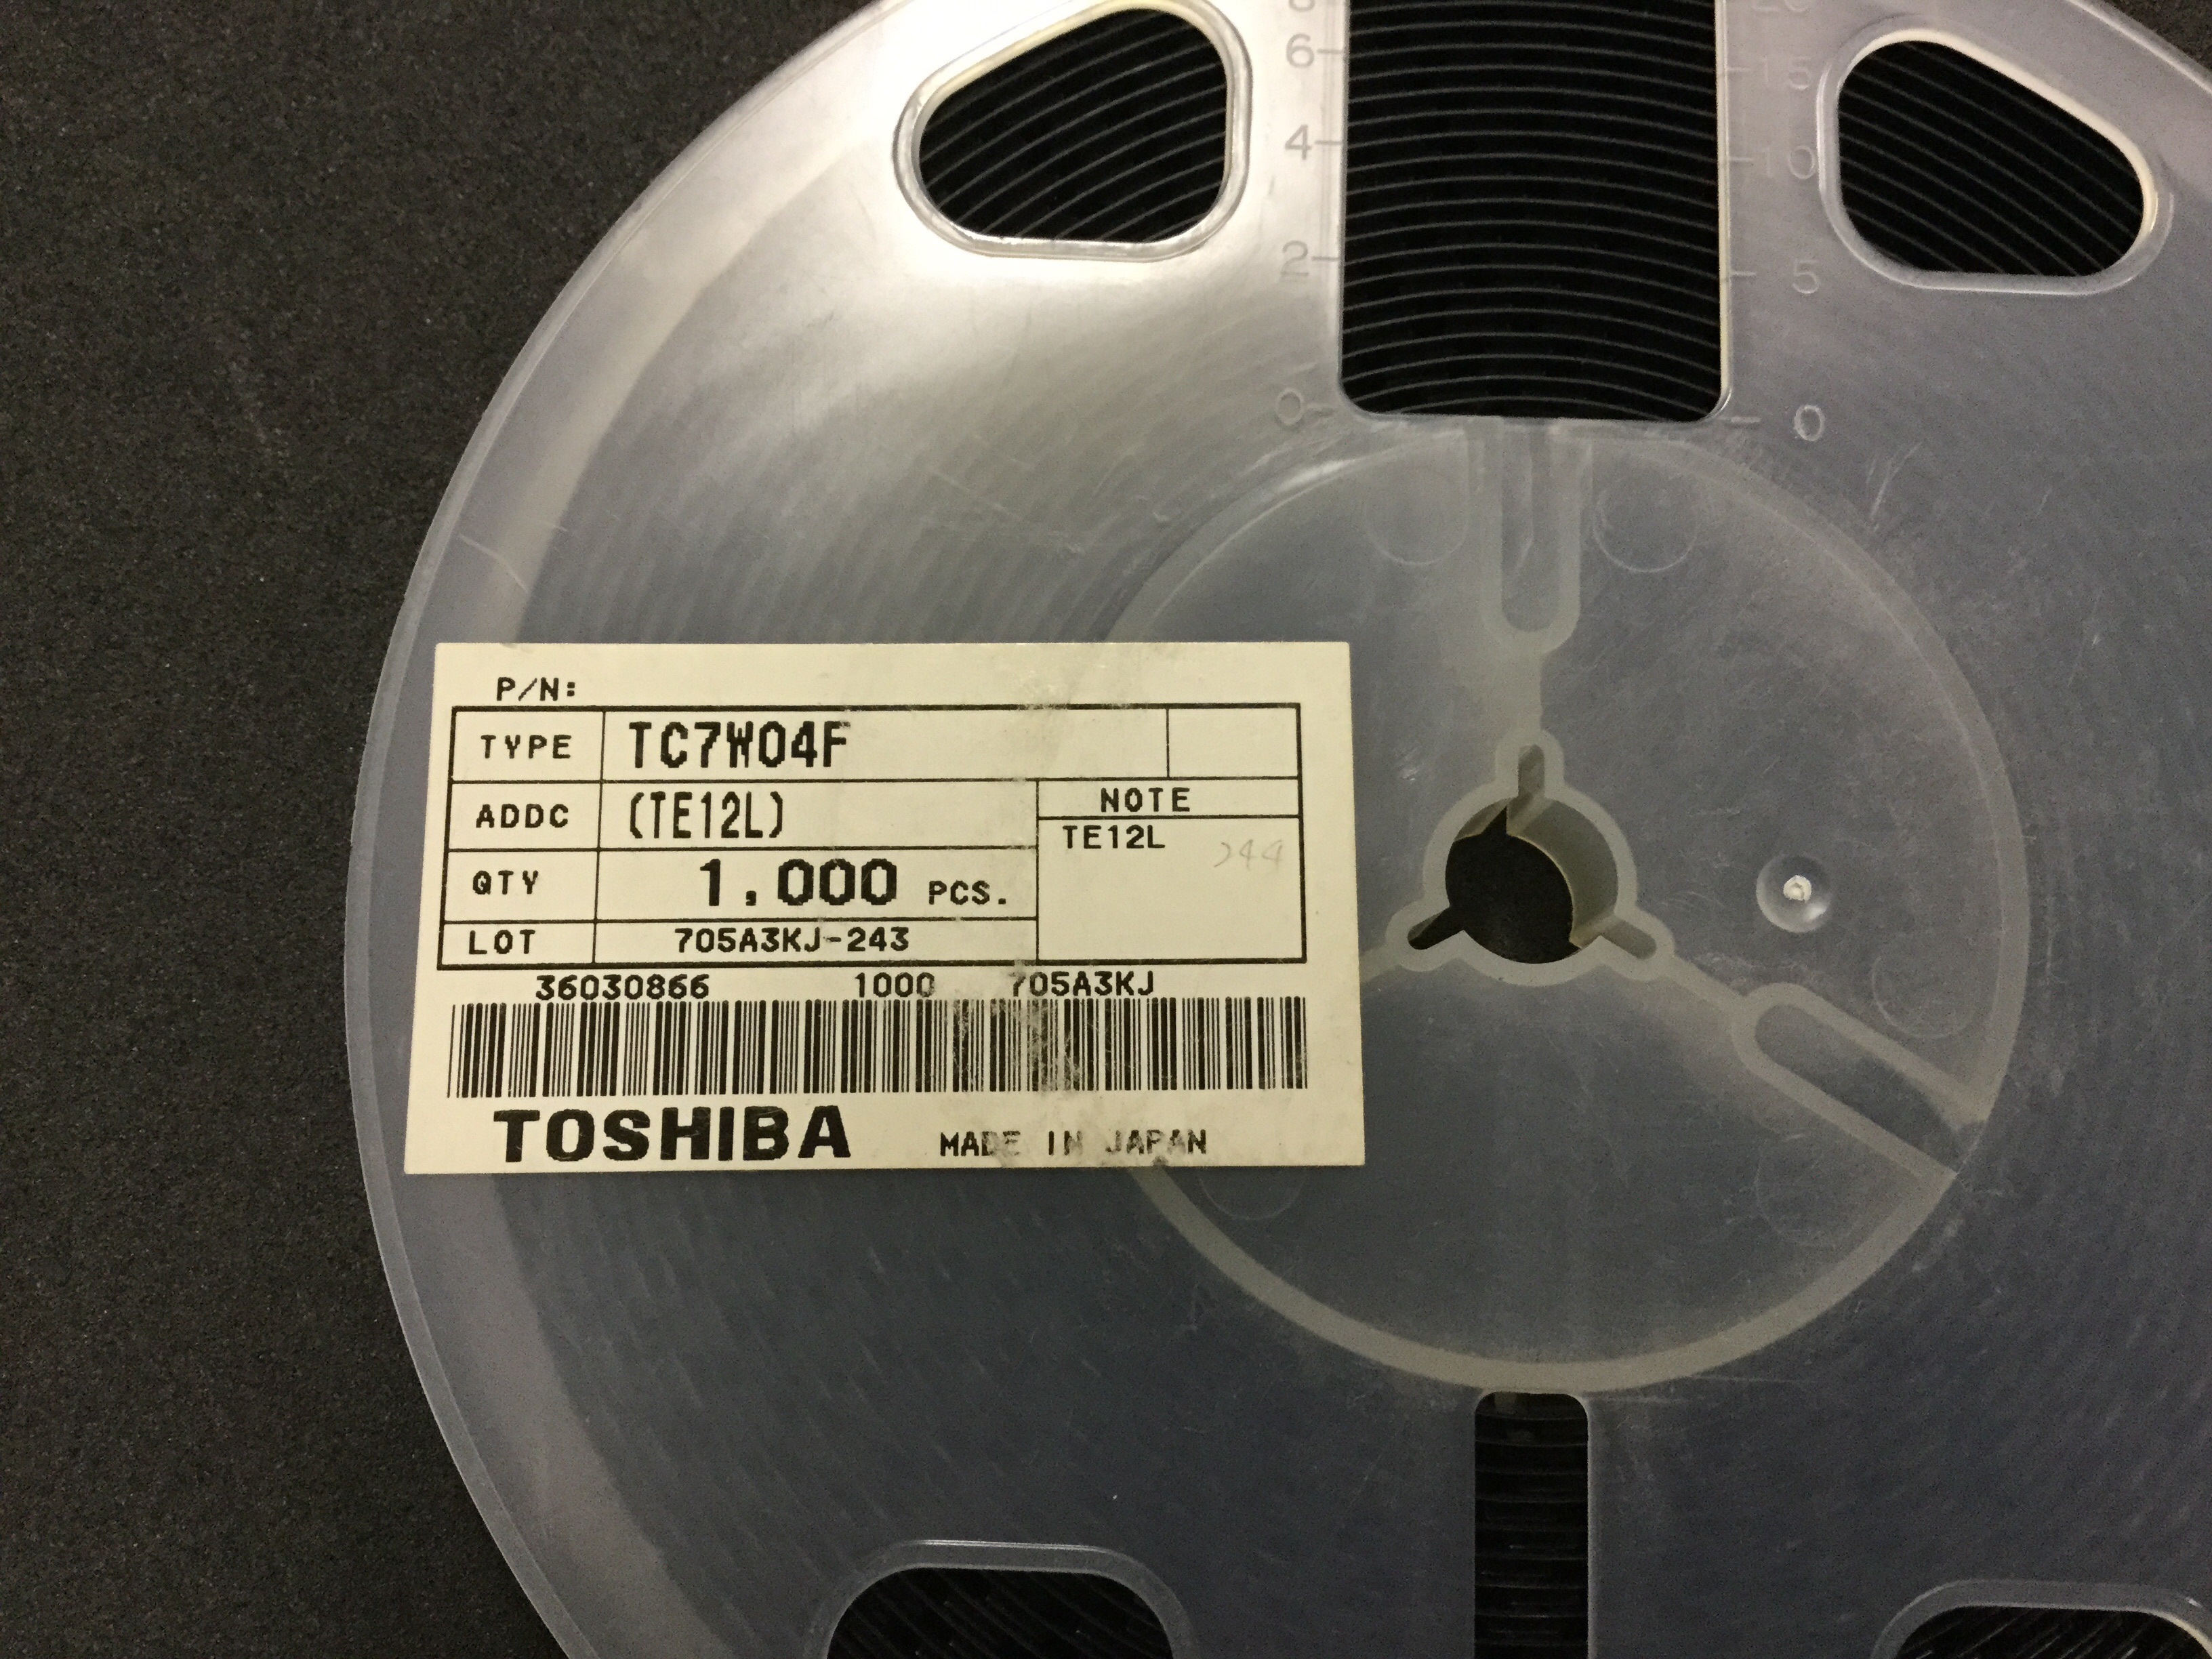 6 15
4 10
2 5
0 0
P/N:
TYPE TC7W04F
ADDC (TE12L) NOTE
TE12L 244
QTY 1,000 PCS.
LOT 705A3KJ-243
36030866 1000 705A3KJ
TOSHIBA MADE IN JAPAN